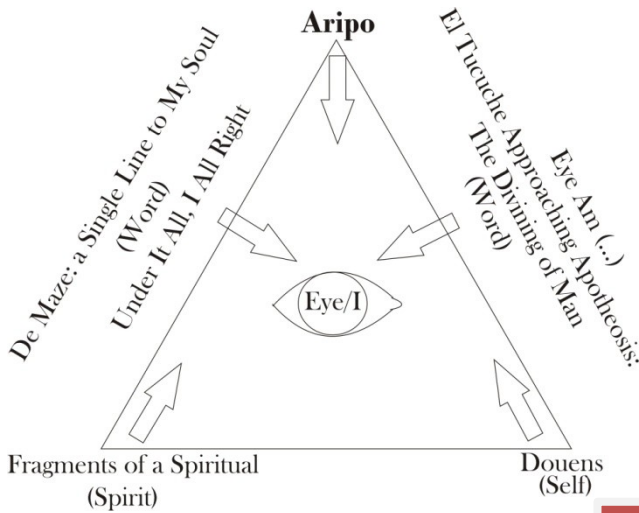 Aripo
De Maze: a Single Line to My Soul
(Word)
Under It All, I All Right
Eye Am (...)
El Tucuche Approaching Apotheosis:
The Divining of Man
(Word)
Eye/I
Fragments of a Spiritual
(Spirit)
Douens
(Self)